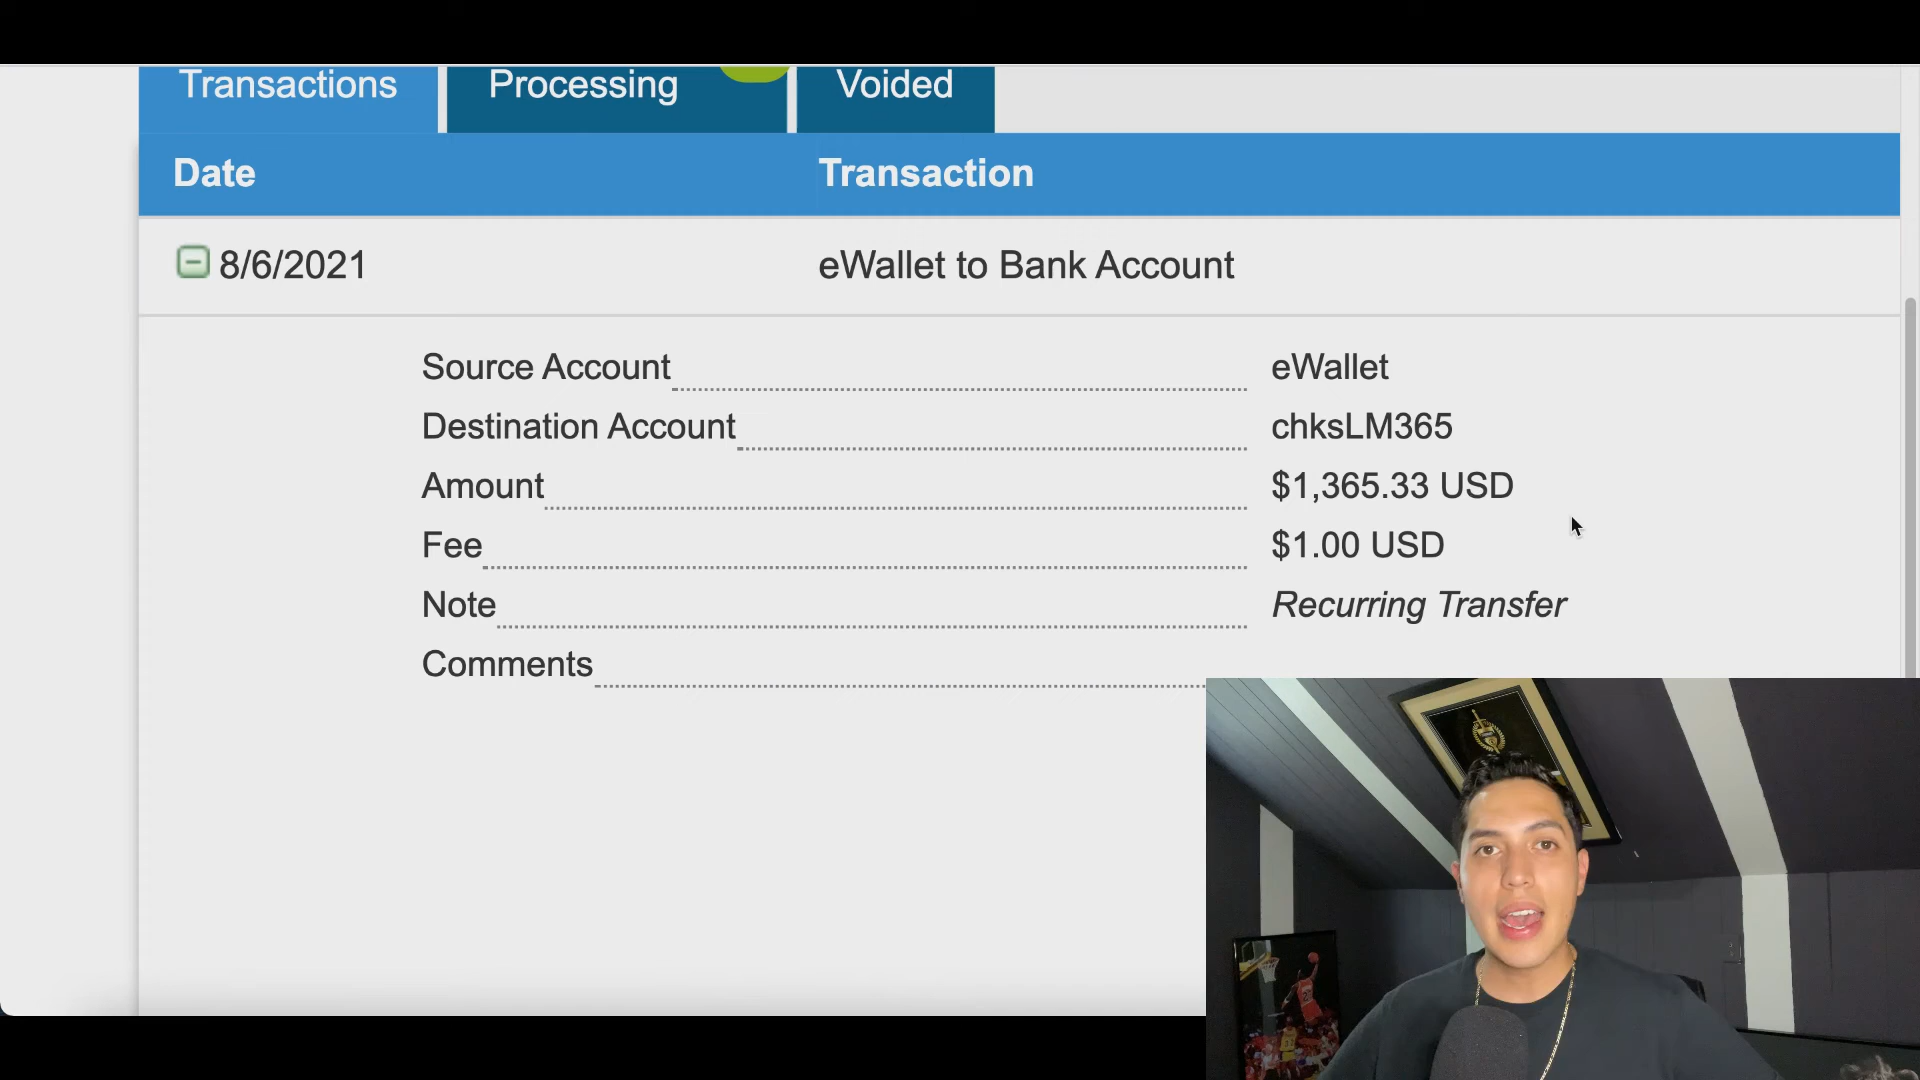 Transactions Processing Voided
Date Transaction
8/6/2021 eWallet to Bank Account
Source Account eWallet
Destination Account chksLM365
Amount $1,365.33 USD
Fee $1.00 USD
Note Recurring Transfer
Comments